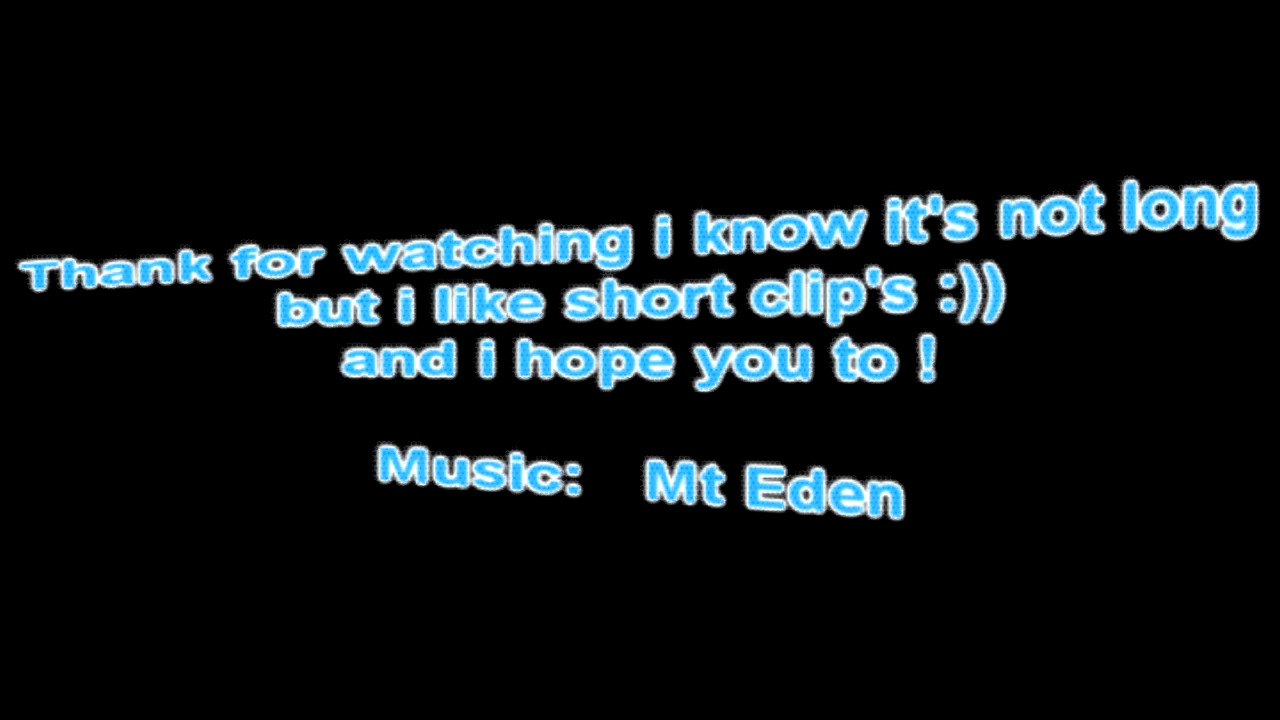 Thank for watching i know it's not long
but i like short clip's :))
and i hope you to !
Music: Mt Eden